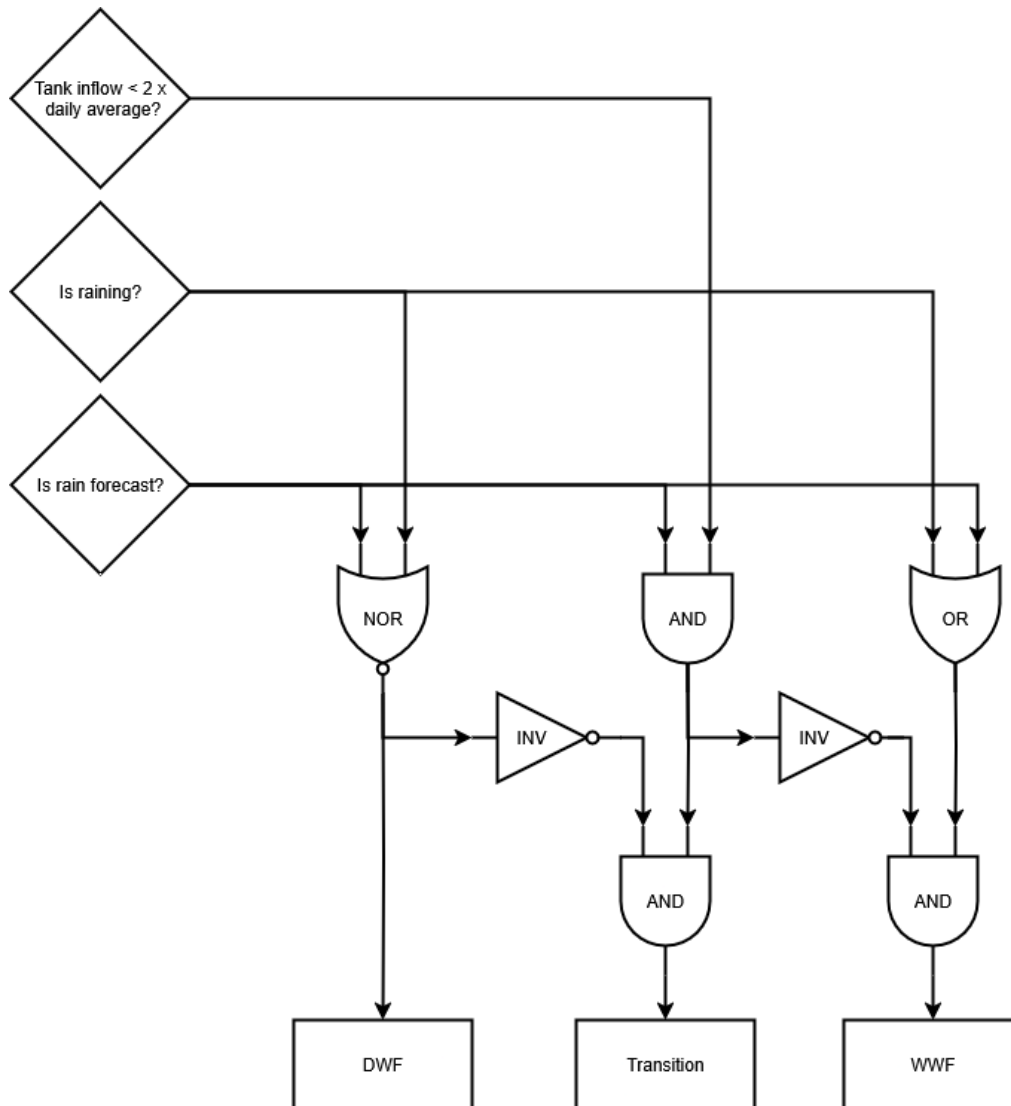 Tank inflow < 2 x
daily average?
Is raining?
Is rain forecast?
NOR
AND
OR
INV
INV
AND
AND
DWF
Transition
WWF